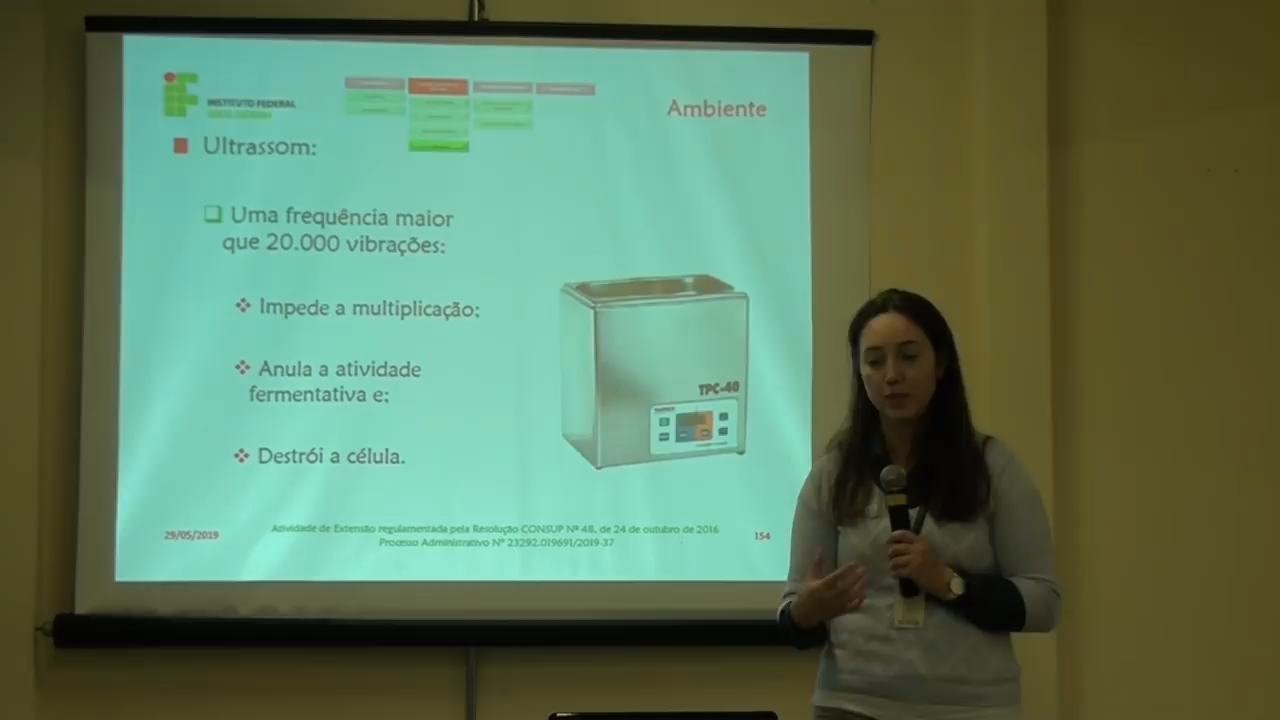 INSTITUTO FEDERAL
SANTA CATARINA
Ambiente
Ultrassom:
Uma frequência maior
que 20.000 vibrações:
Impede a multiplicação;
Anula a atividade
fermentativa e;
Destrói a célula.
TPC-40
29/05/2019
Atividade de Extensão regulamentada pela Resolução CONSUP Nº 48, de 24 de outubro de 2016
Processo Administrativo Nº 23292.019691/2019-37
154